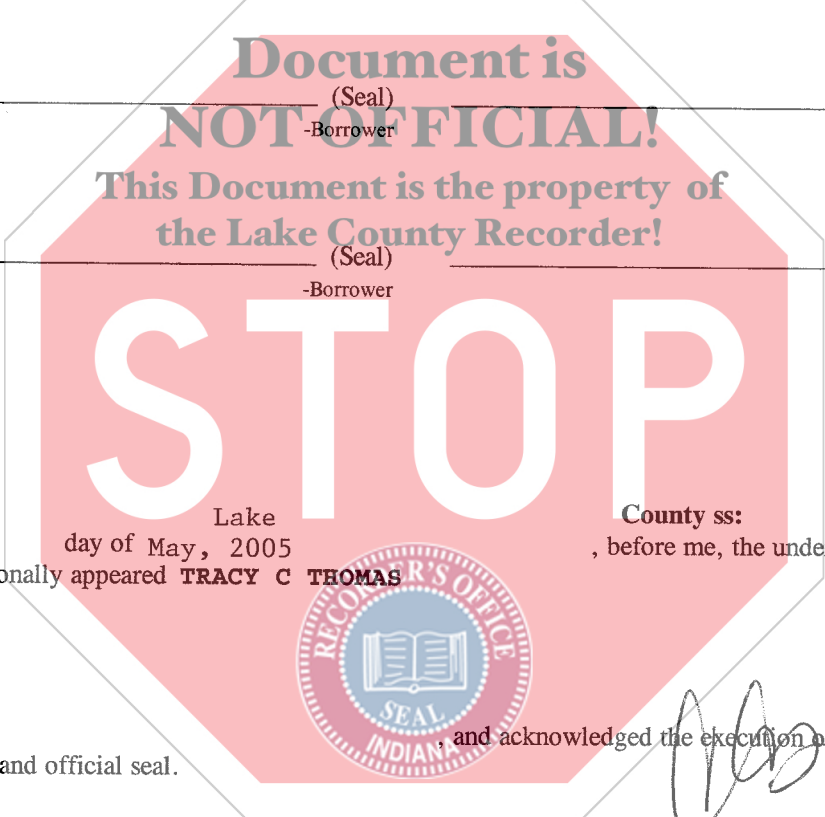 Document is
(Seal)
NOT OFFICIAL!
-Borrower
This Document is the property of
the Lake County Recorder!
(Seal)
-Borrower
STOP
Lake County ss:
day of May, 2005 , before me, the unde
onally appeared TRACY C THOMAS
RECORDER'S OFFICE
SEAL
INDIANA
, and acknowledged the execution o
and official seal.